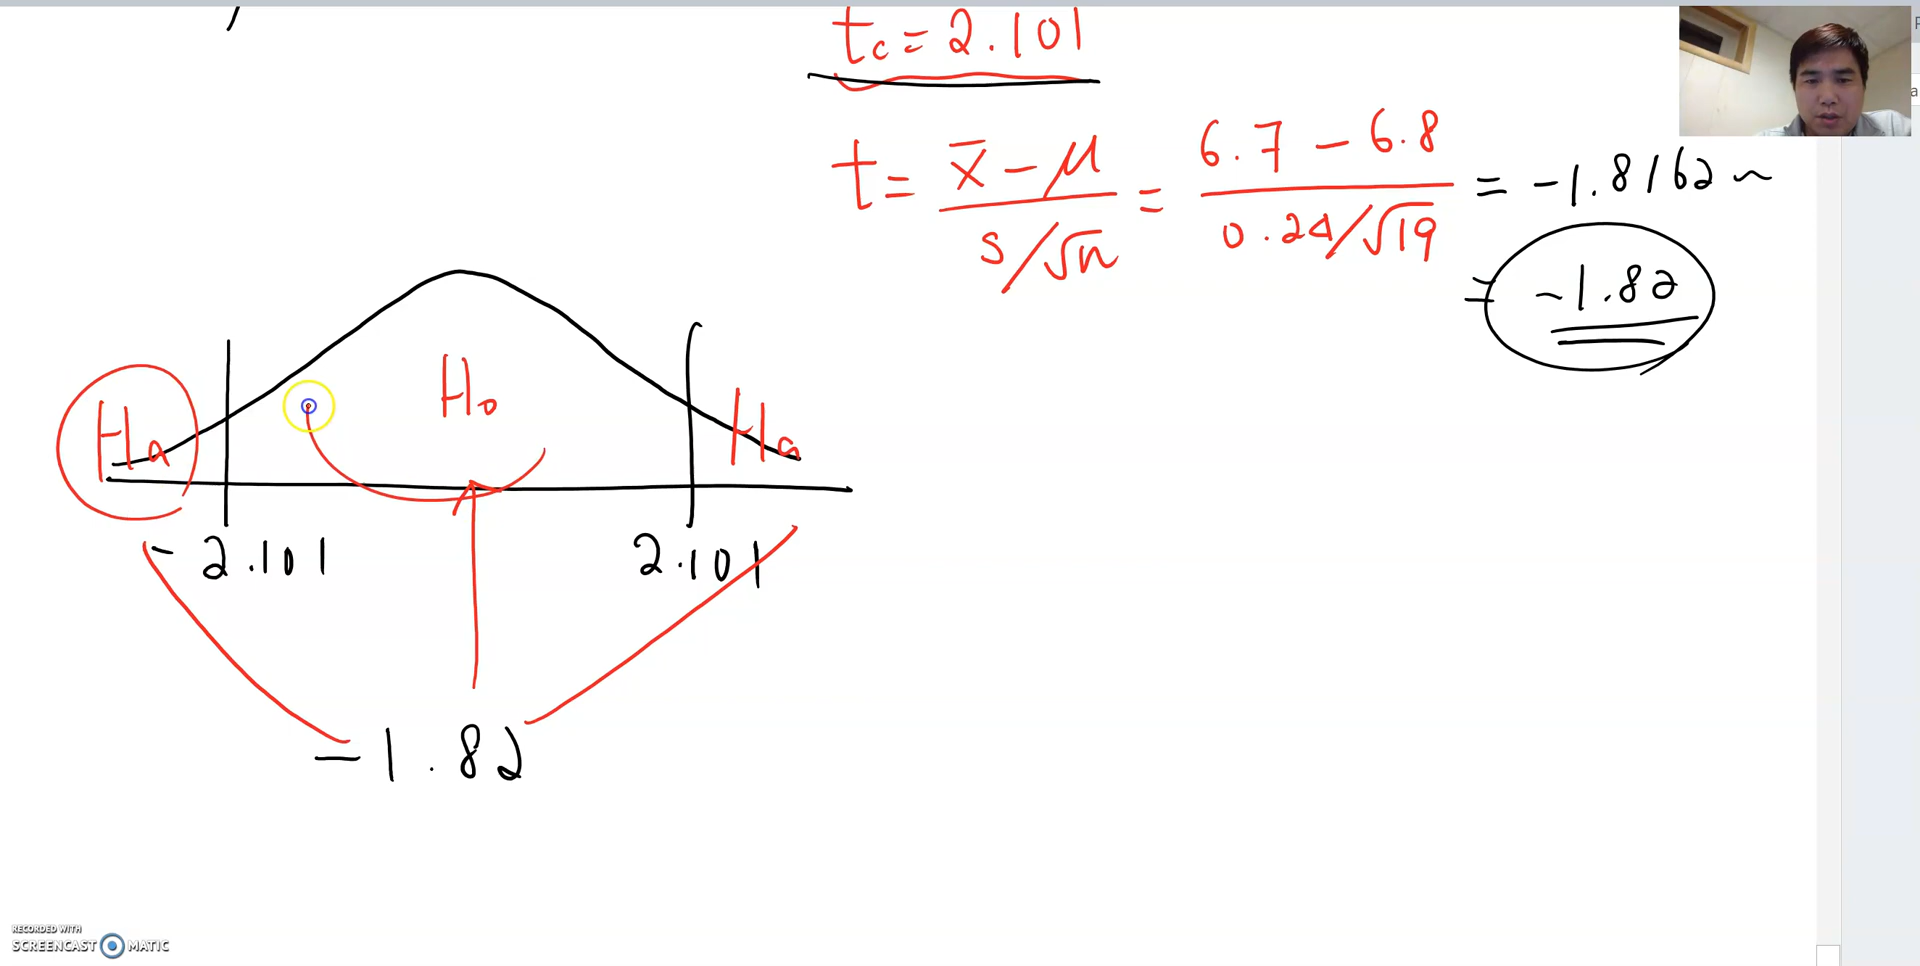 tc = 2.101
t = x̄ - μ / s/√n = 6.7 - 6.8 / 0.24/√19 = -1.8162~
= -1.82
Ha H0 Ha
-2.101 2.101
-1.82
RECORDED WITH
SCREENCAST MATIC